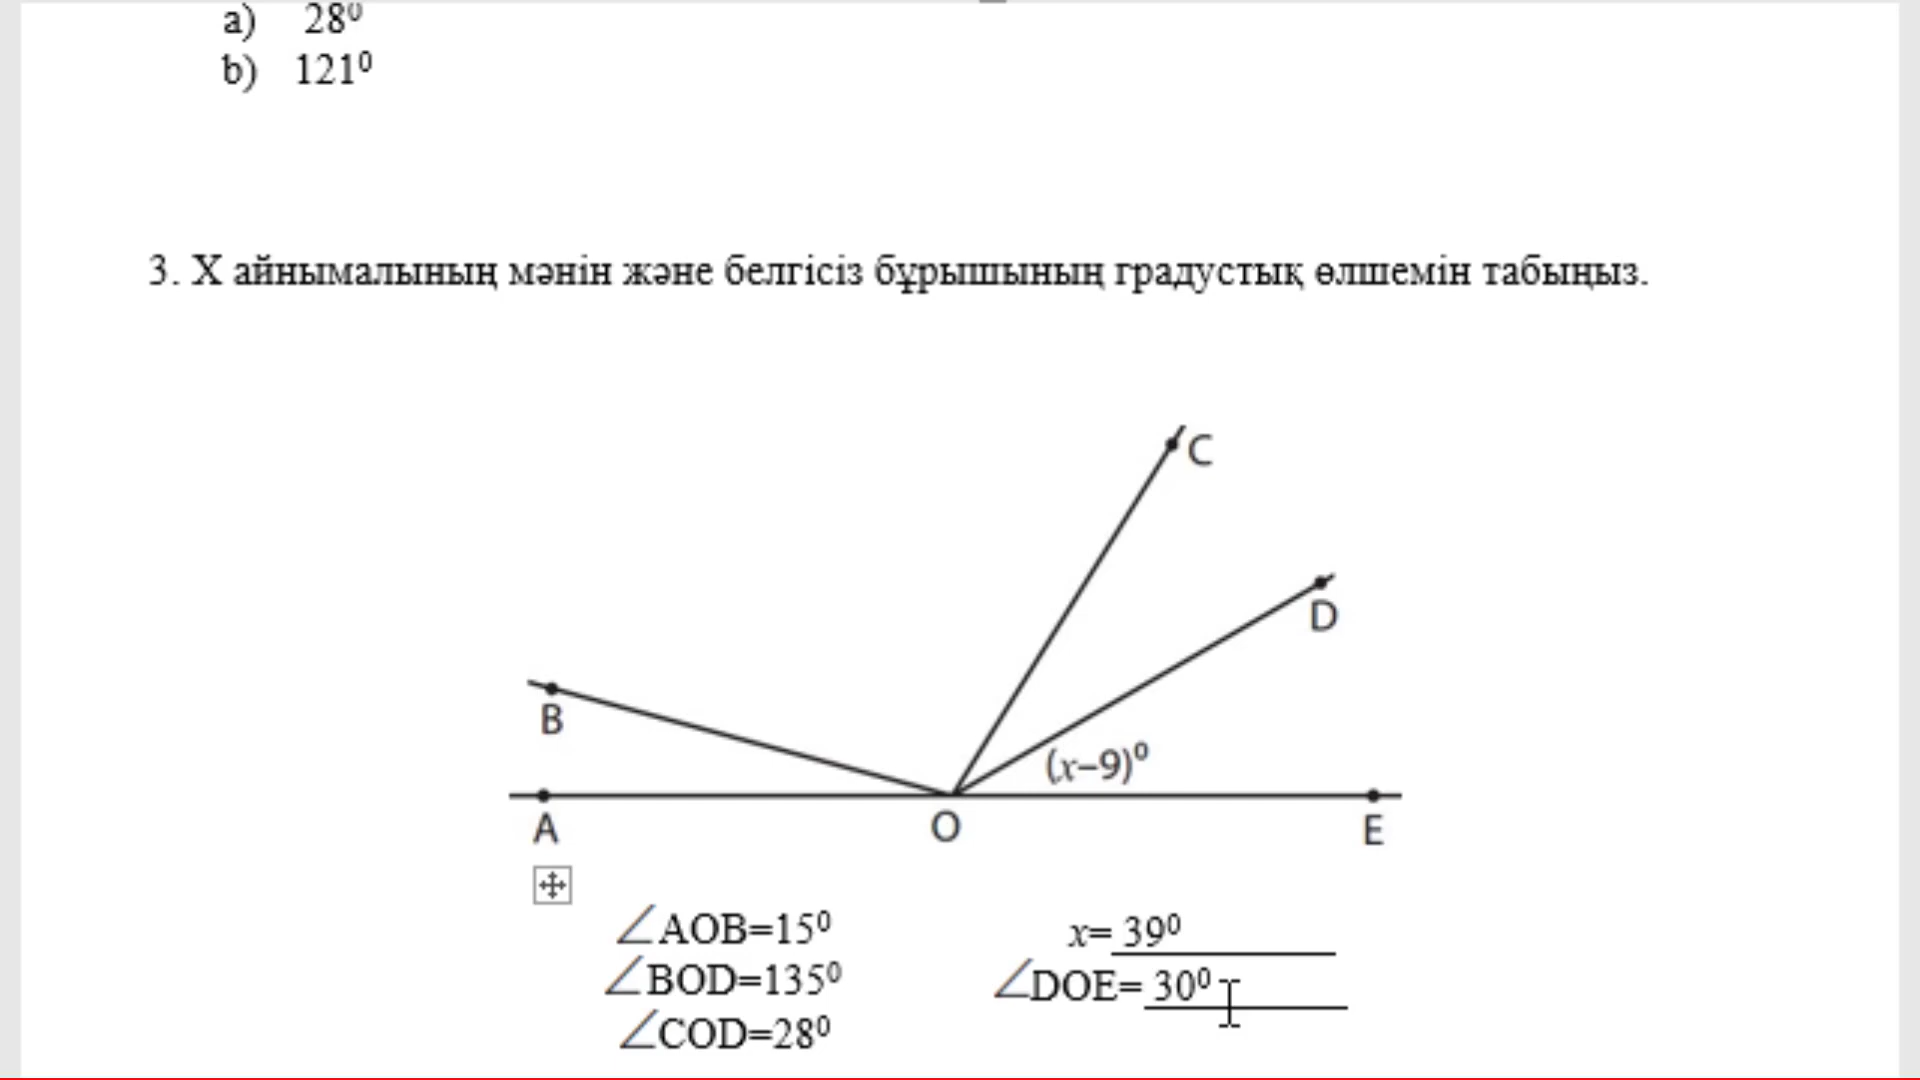 a) 28⁰
b) 121⁰
3. X айнымалының мәнін және белгісіз бұрышының градустық өлшемін табыңыз.
C
D
B
(x–9)⁰
A
O
E
∠AOB=15⁰
x= 39⁰
∠BOD=135⁰
∠DOE= 30⁰
∠COD=28⁰